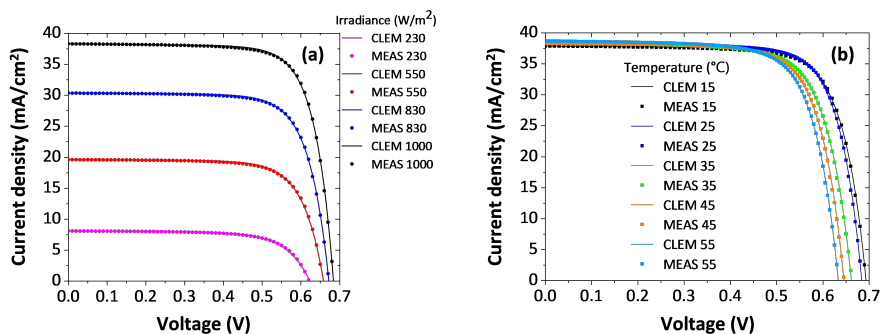 40
35
30
25
20
15
10
5
0
Current density (mA/cm²)
0.0 0.1 0.2 0.3 0.4 0.5 0.6 0.7
Voltage (V)
(a)
Irradiance (W/m²)
CLEM 230
MEAS 230
CLEM 550
MEAS 550
CLEM 830
MEAS 830
CLEM 1000
MEAS 1000
40
35
30
25
20
15
10
5
0
Current density (mA/cm²)
0.0 0.1 0.2 0.3 0.4 0.5 0.6 0.7
Voltage (V)
(b)
Temperature (°C)
CLEM 15
MEAS 15
CLEM 25
MEAS 25
CLEM 35
MEAS 35
CLEM 45
MEAS 45
CLEM 55
MEAS 55